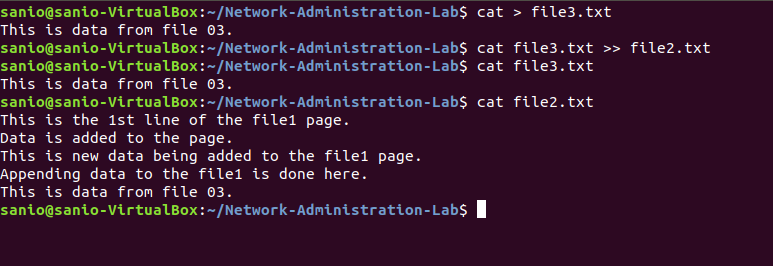 sanio@sanio-VirtualBox:~/Network-Administration-Lab$ cat > file3.txt
This is data from file 03.
sanio@sanio-VirtualBox:~/Network-Administration-Lab$ cat file3.txt >> file2.txt
sanio@sanio-VirtualBox:~/Network-Administration-Lab$ cat file3.txt
This is data from file 03.
sanio@sanio-VirtualBox:~/Network-Administration-Lab$ cat file2.txt
This is the 1st line of the file1 page.
Data is added to the page.
This is new data being added to the file1 page.
Appending data to the file1 is done here.
This is data from file 03.
sanio@sanio-VirtualBox:~/Network-Administration-Lab$